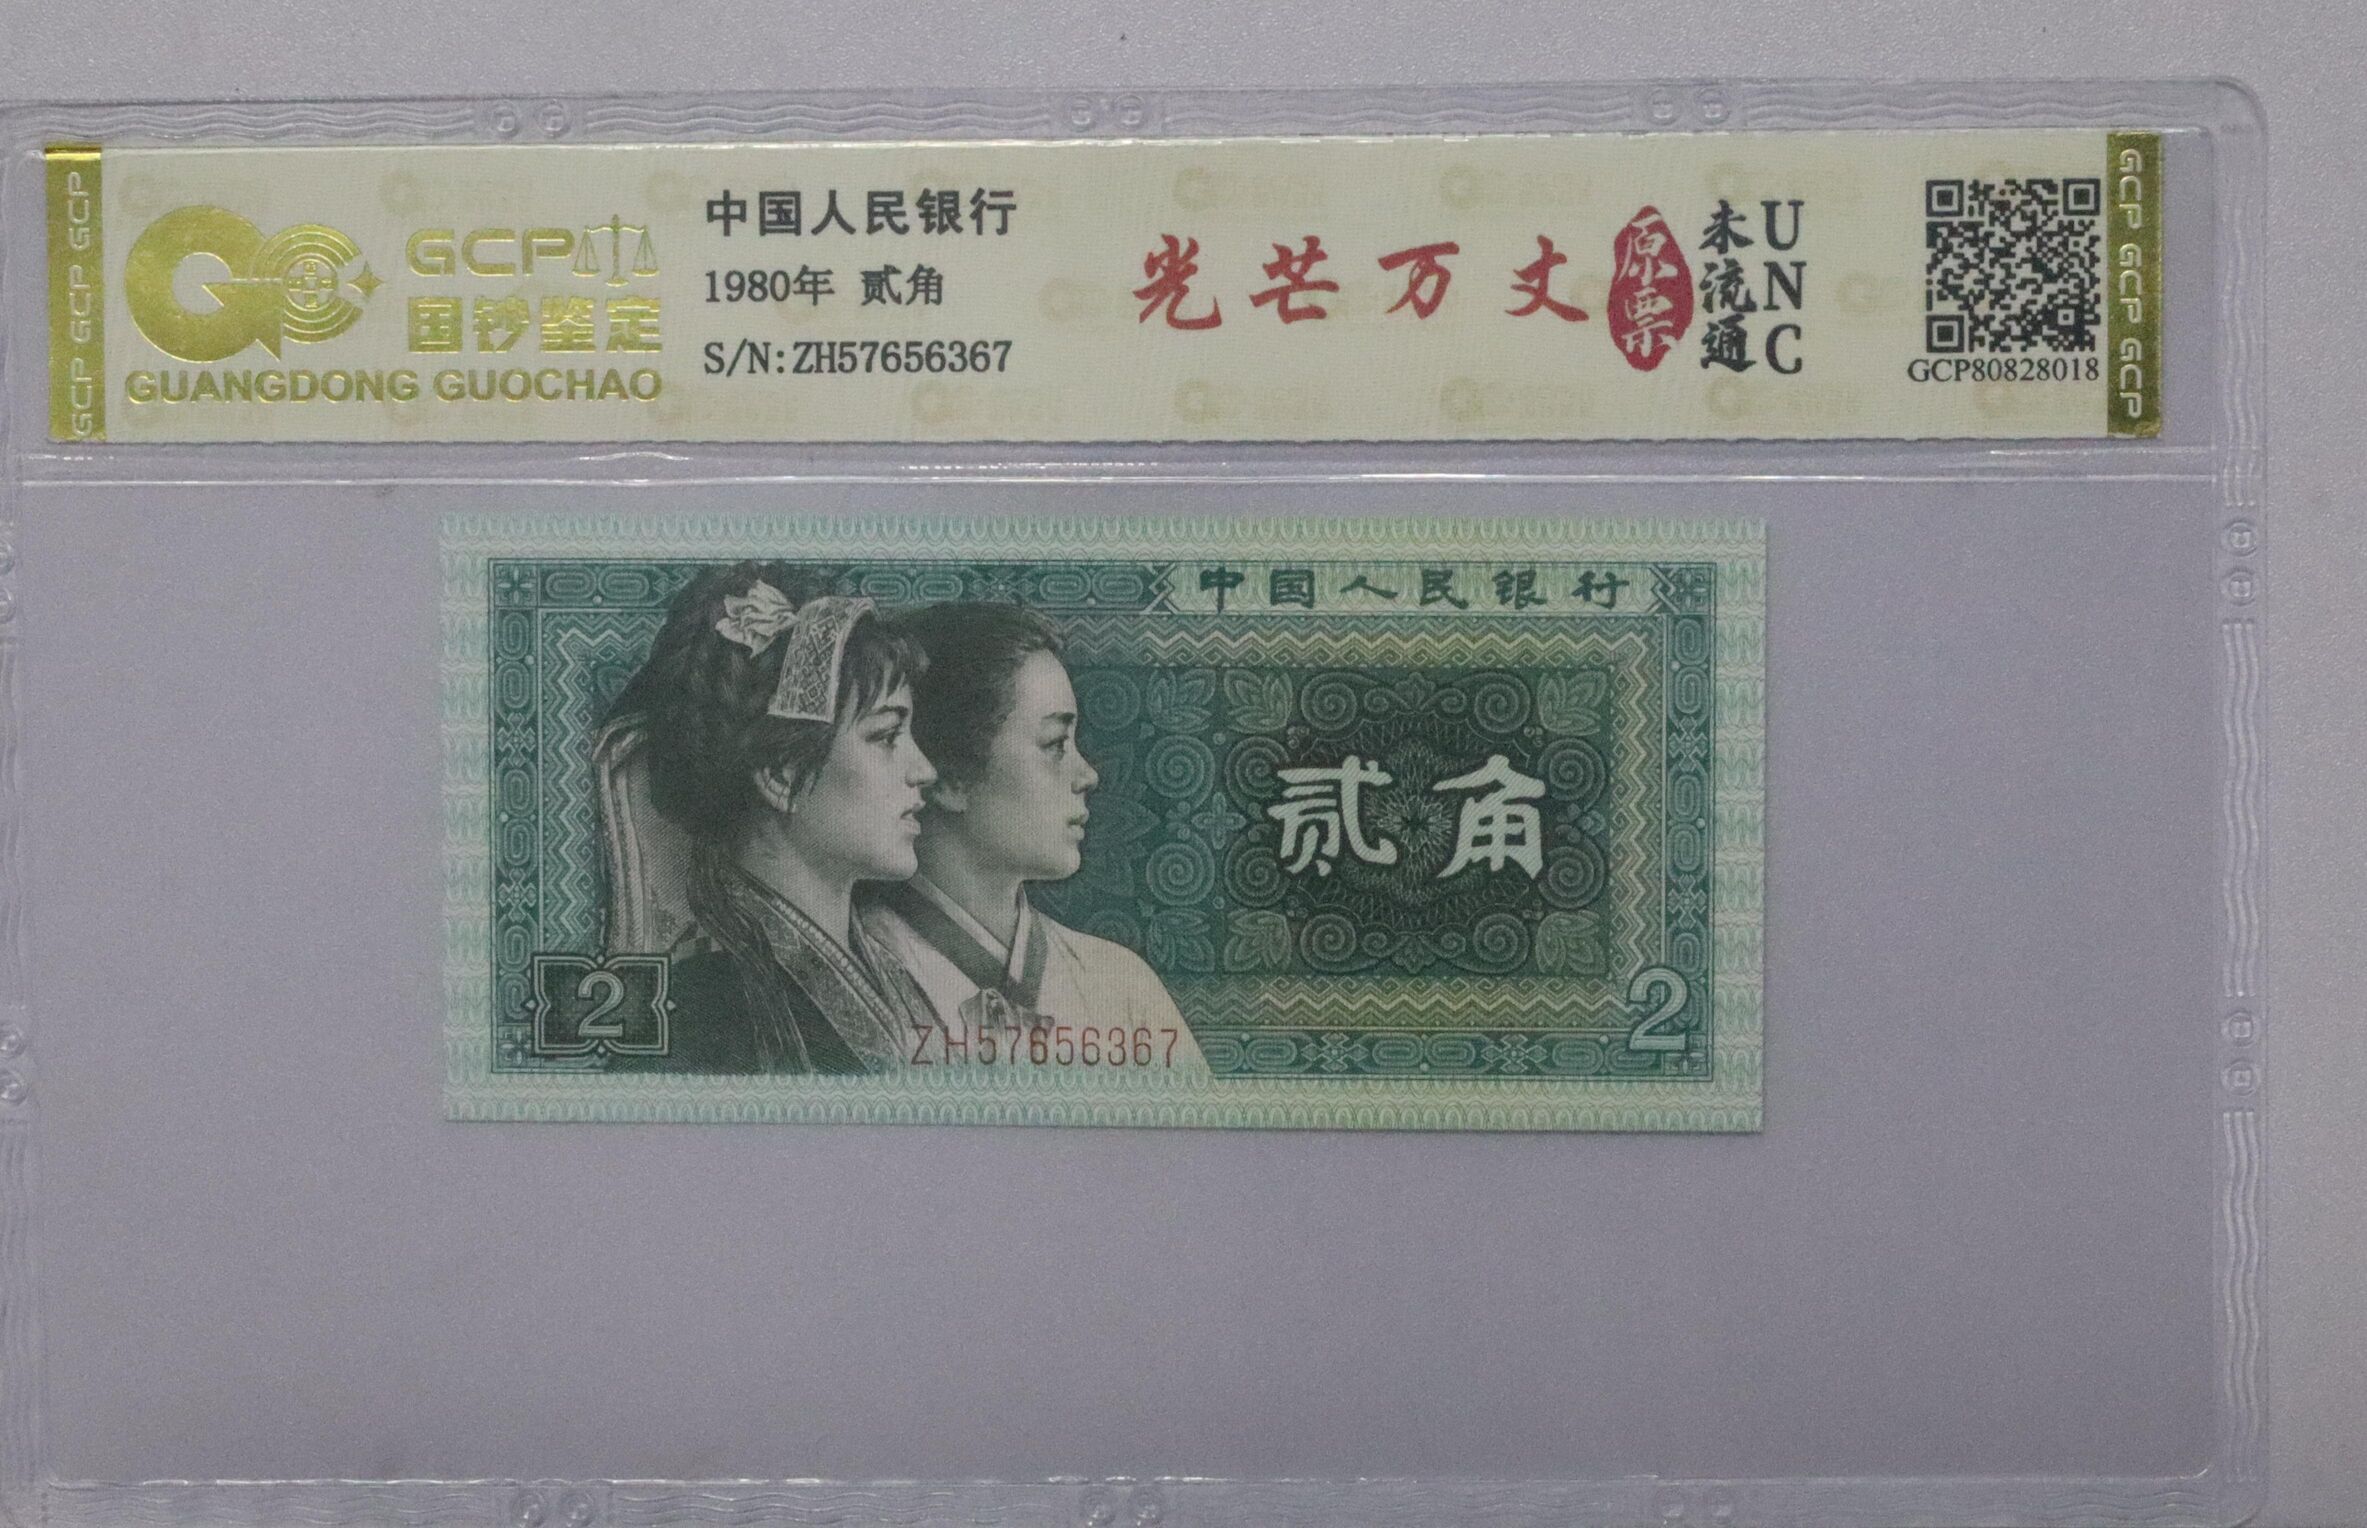 GCP GCP GCP
GCP
国钞鉴定
GUANGDONG GUOCHAO
中国人民银行
1980年 贰角
S/N:ZH57656367
光芒万丈
原票
未流通
UNC
GCP80828018
GCP GCP GCP
中国人民银行
贰角
2
ZH57656367
2